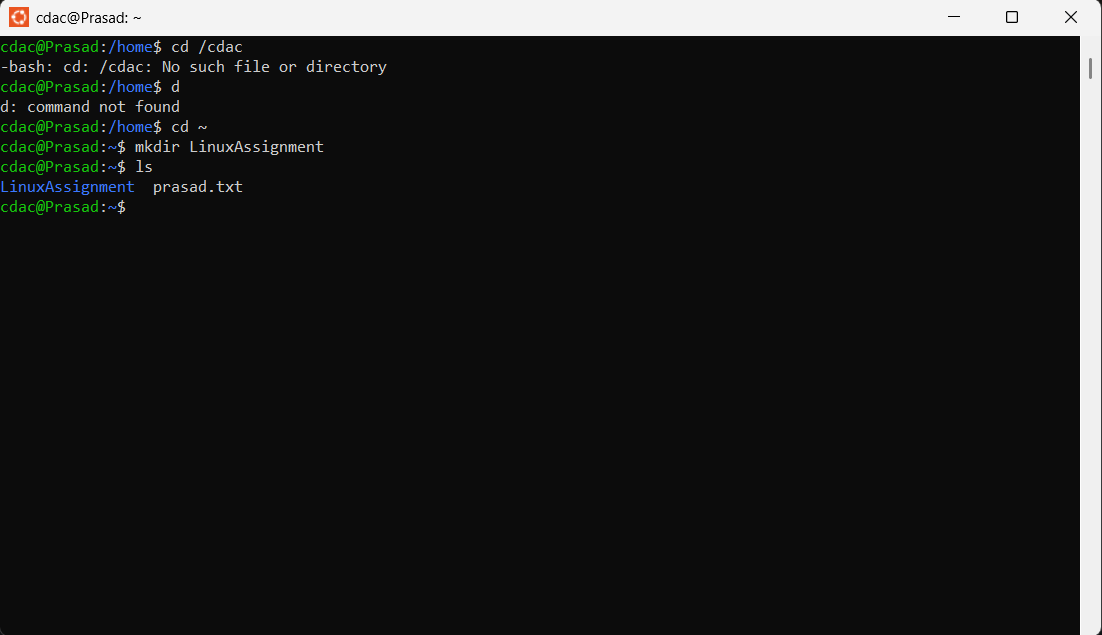 cdac@Prasad: ~
cdac@Prasad:/home$ cd /cdac
-bash: cd: /cdac: No such file or directory
cdac@Prasad:/home$ d
d: command not found
cdac@Prasad:/home$ cd ~
cdac@Prasad:~$ mkdir LinuxAssignment
cdac@Prasad:~$ ls
LinuxAssignment  prasad.txt
cdac@Prasad:~$